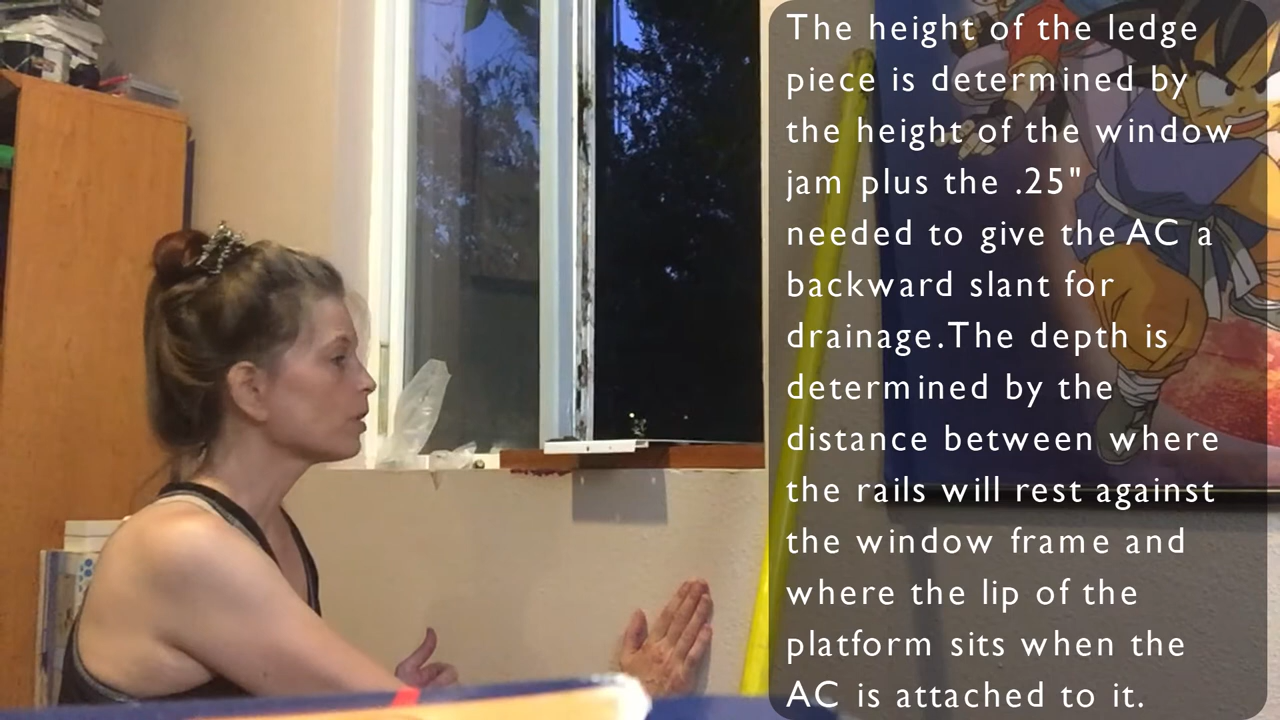 The height of the ledge
piece is determined by
the height of the window
jam plus the .25"
needed to give the AC a
backward slant for
drainage.The depth is
determined by the
distance between where
the rails will rest against
the window frame and
where the lip of the
platform sits when the
AC is attached to it.